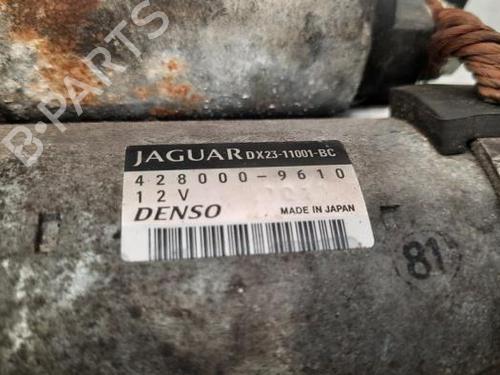 B-PARTS
JAGUAR DX23-11001-BC
428000-9610
12V
DENSO
MADE IN JAPAN
81